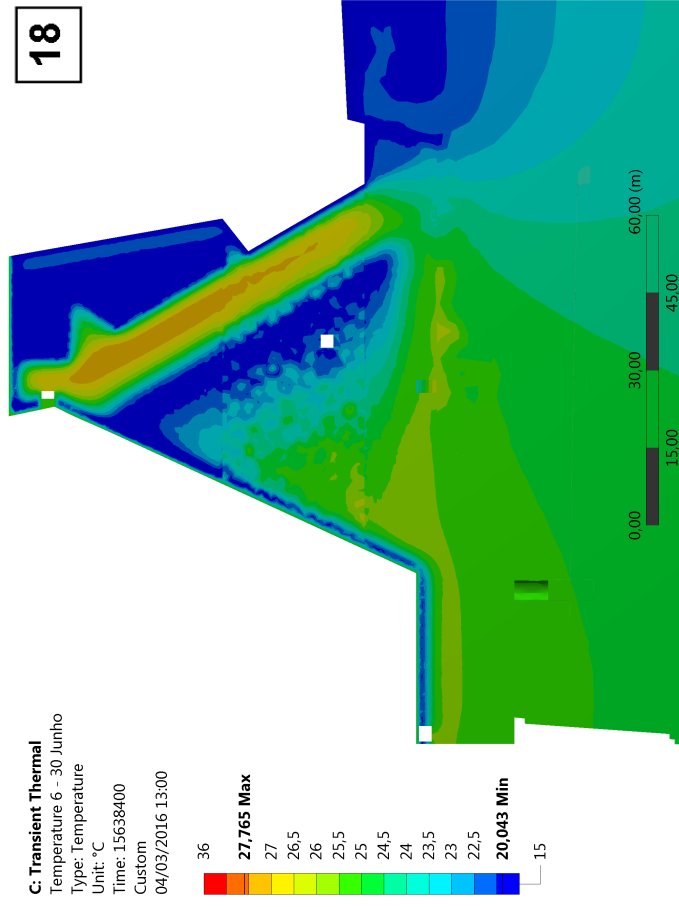 18
C: Transient Thermal
Temperature 6 - 30 Junho
Type: Temperature
Unit: °C
Time: 15638400
Custom
04/03/2016 13:00
36
27,765 Max
27
26,5
26
25,5
25
24,5
24
23,5
23
22,5
20,043 Min
15
0,00
15,00
30,00
45,00
60,00 (m)